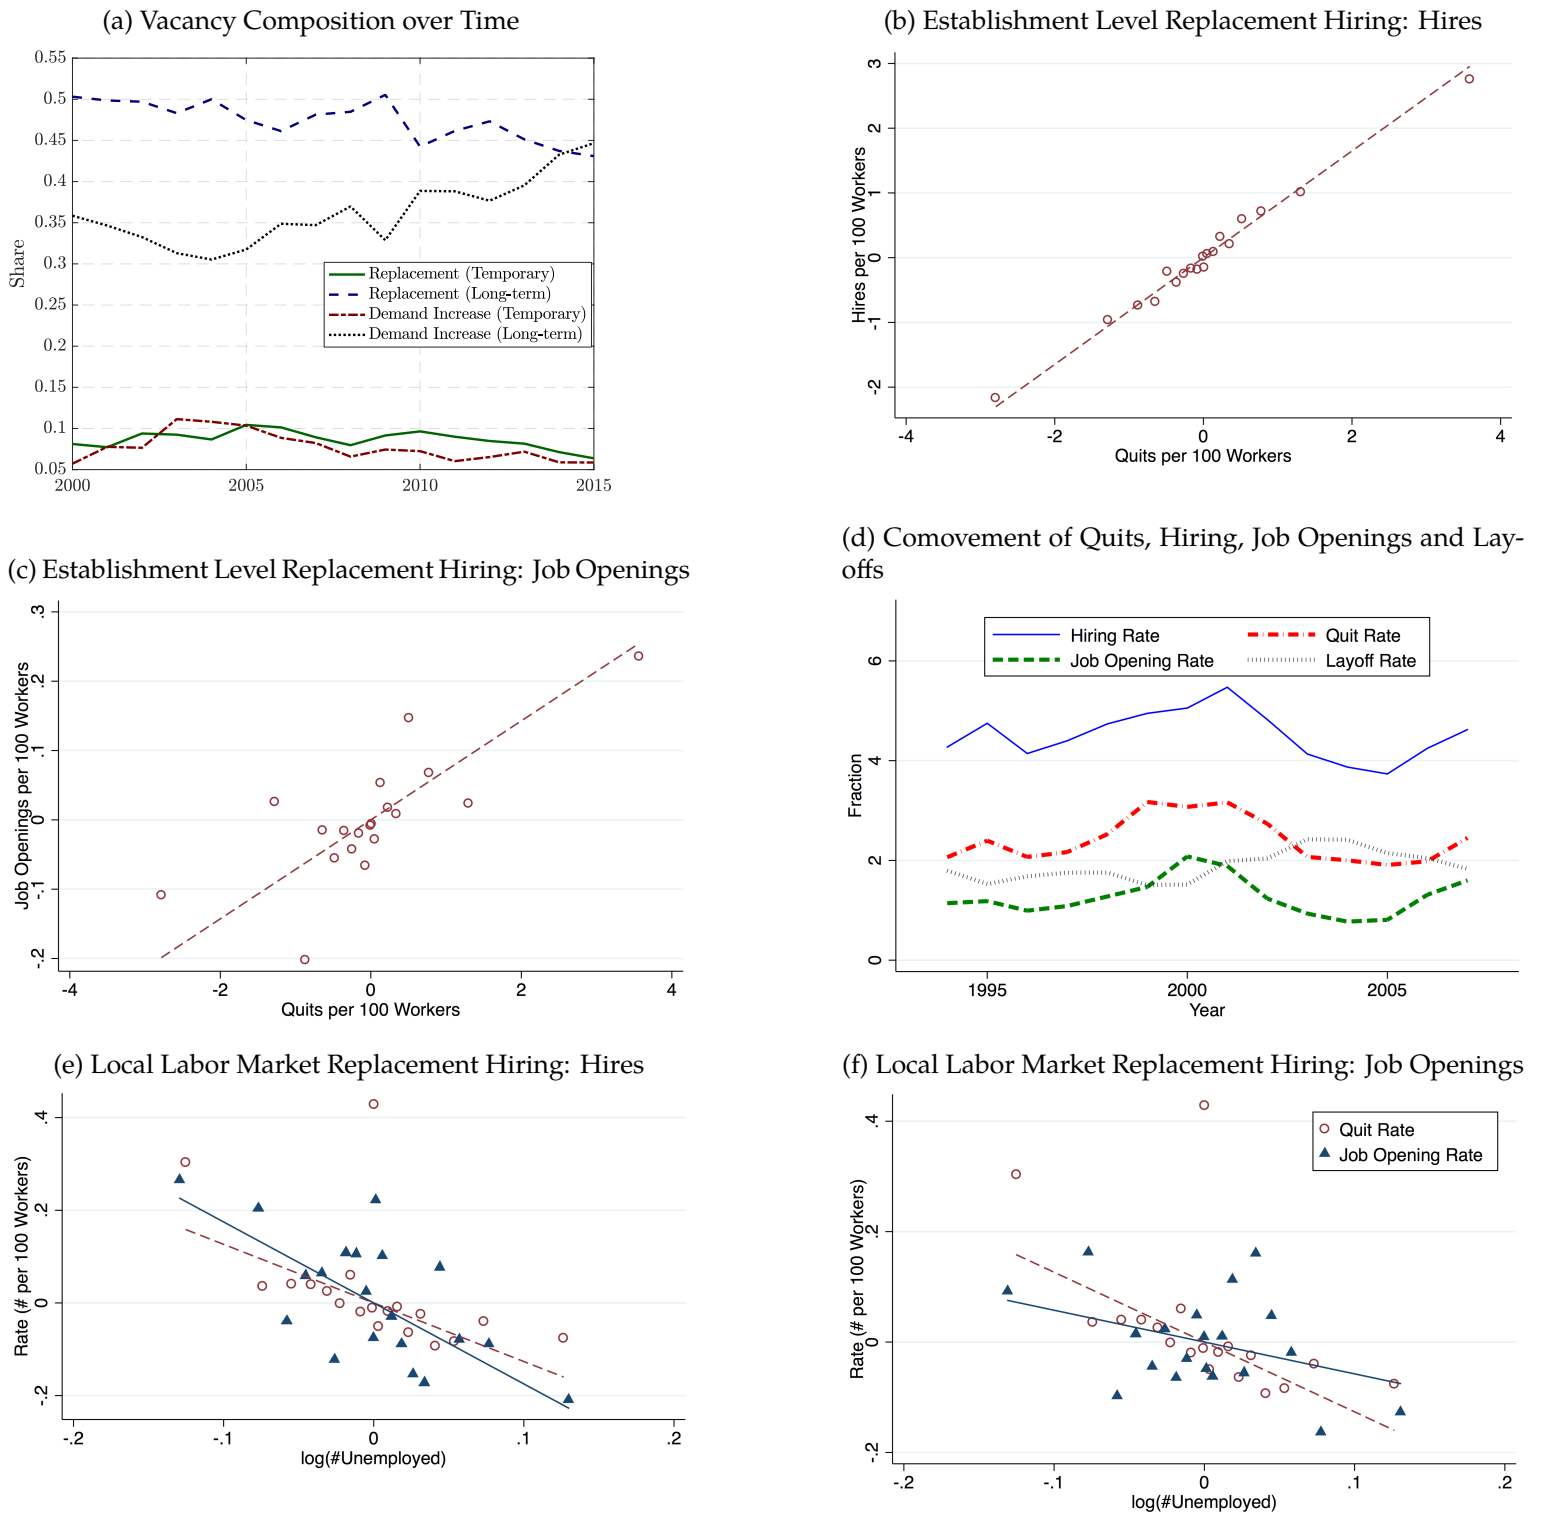 (a) Vacancy Composition over Time
0.55
0.5
0.45
0.4
0.35
0.3
0.25
0.2
0.15
0.1
0.05
Share
2000 2005 2010 2015
Replacement (Temporary)
Replacement (Long-term)
Demand Increase (Temporary)
Demand Increase (Long-term)
(b) Establishment Level Replacement Hiring: Hires
3
2
1
0
-1
-2
Hires per 100 Workers
-4 -2 0 2 4
Quits per 100 Workers
(c) Establishment Level Replacement Hiring: Job Openings
.3
.2
.1
0
-.1
-.2
Job Openings per 100 Workers
-4 -2 0 2 4
Quits per 100 Workers
(d) Comovement of Quits, Hiring, Job Openings and Lay-
offs
Hiring Rate Quit Rate
Job Opening Rate Layoff Rate
6
4
2
0
Fraction
1995 2000 2005
Year
(e) Local Labor Market Replacement Hiring: Hires
.4
.2
0
-.2
Rate (# per 100 Workers)
-.2 -.1 0 .1 .2
log(#Unemployed)
(f) Local Labor Market Replacement Hiring: Job Openings
Quit Rate
Job Opening Rate
.4
.2
0
-.2
Rate (# per 100 Workers)
-.2 -.1 0 .1 .2
log(#Unemployed)